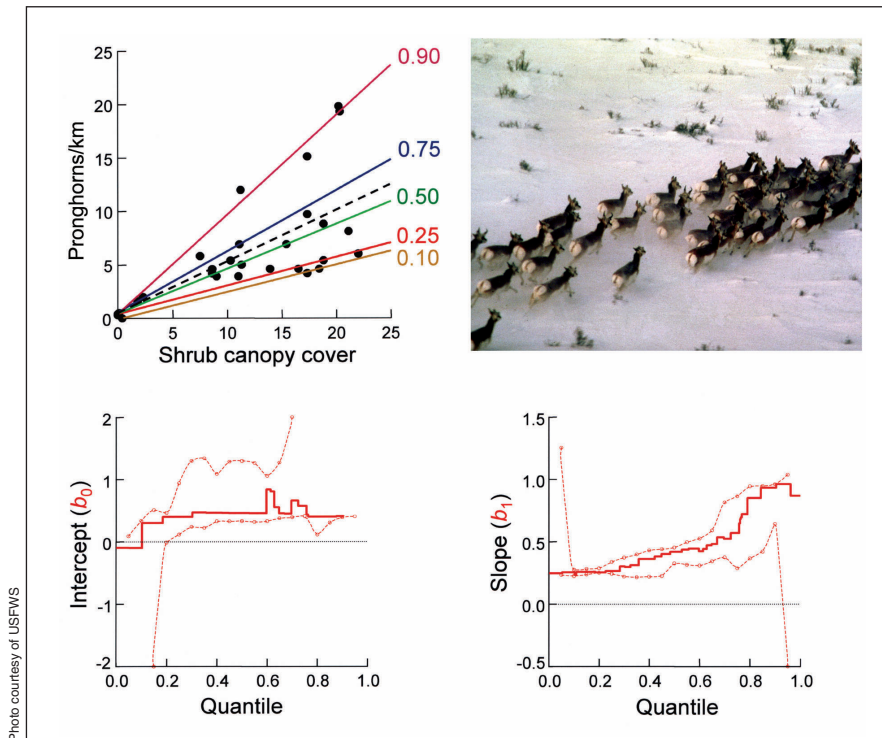 25
20
15
10
5
0
Pronghorns/km
0 5 10 15 20 25
Shrub canopy cover
0.90
0.75
0.50
0.25
0.10
2
1
0
-1
-2
Intercept (b0)
0.0 0.2 0.4 0.6 0.8 1.0
Quantile
1.5
1.0
0.5
0.0
-0.5
Slope (b1)
0.0 0.2 0.4 0.6 0.8 1.0
Quantile
Photo courtesy of USFWS